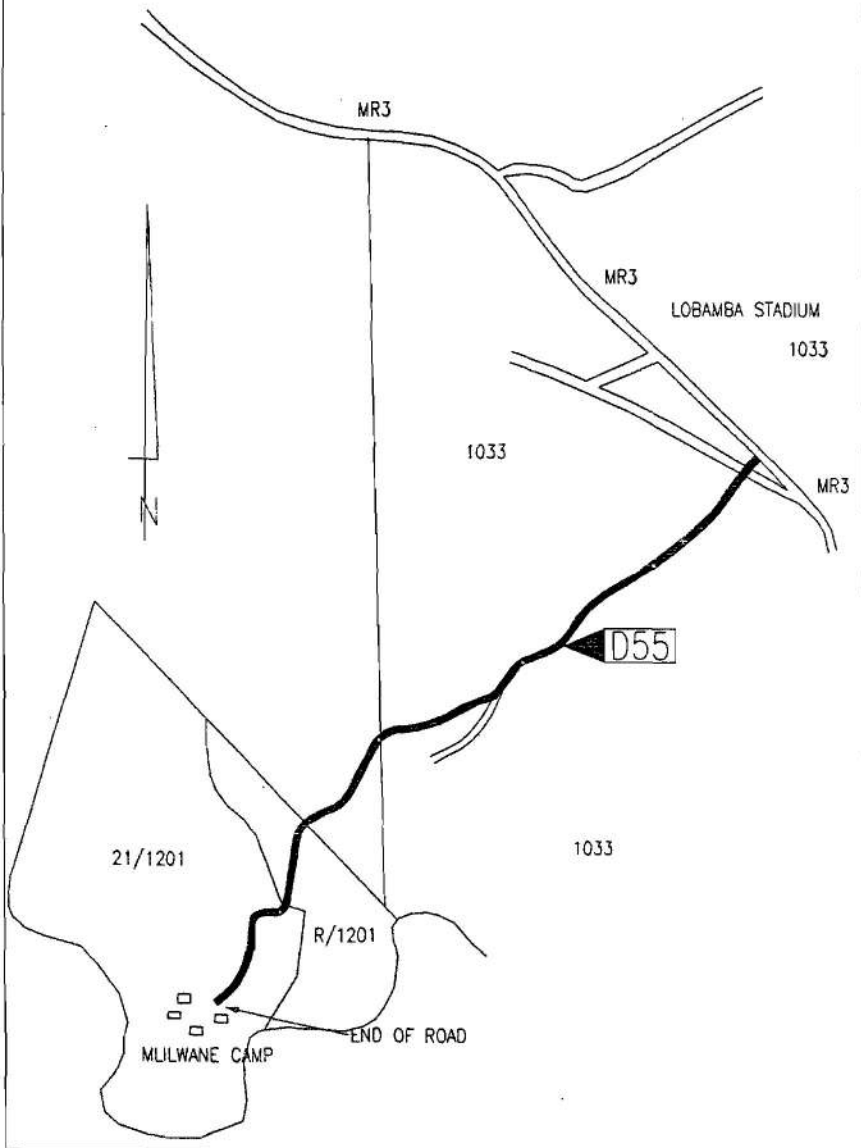 MR3
MR3
LOBAMBA STADIUM
1033
1033
MR3
N
D55
21/1201
1033
R/1201
END OF ROAD
MLILWANE CAMP